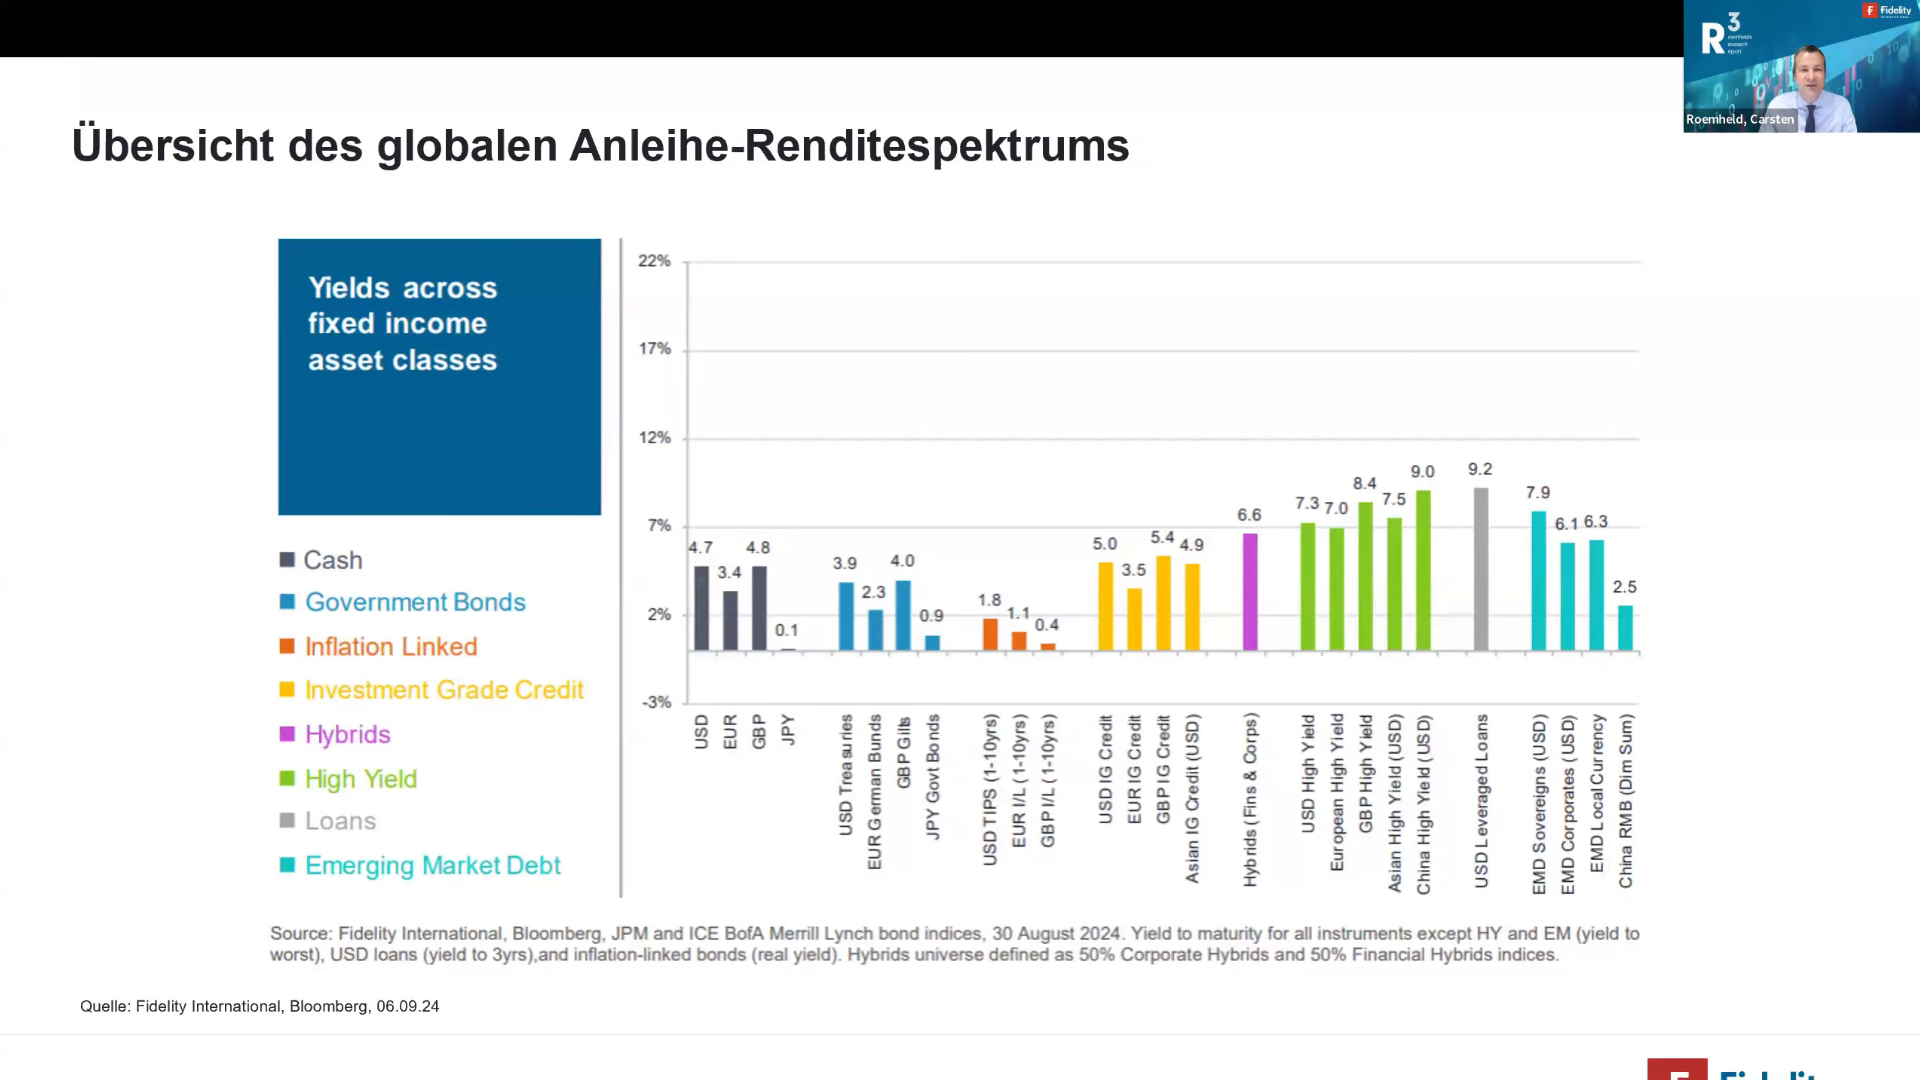 R3
Fidelity
Roemheld, Carsten
Übersicht des globalen Anleihe-Renditespektrums
Yields across
fixed income
asset classes
Cash
Government Bonds
Inflation Linked
Investment Grade Credit
Hybrids
High Yield
Loans
Emerging Market Debt
22%
17%
12%
7%
2%
-3%
4.7
3.4
4.8
0.1
3.9
2.3
4.0
0.9
1.8
1.1
0.4
5.0
3.5
5.4
4.9
6.6
7.3
7.0
8.4
7.5
9.0
9.2
7.9
6.1
6.3
2.5
USD
EUR
GBP
JPY
USD Treasuries
EUR German Bunds
GBP Gilts
JPY Govt Bonds
USD TIPS (1-10yrs)
EUR I/L (1-10yrs)
GBP I/L (1-10yrs)
USD IG Credit
EUR IG Credit
GBP IG Credit
Asian IG Credit (USD)
Hybrids (Fins & Corps)
USD High Yield
European High Yield
GBP High Yield
Asian High Yield (USD)
China High Yield (USD)
USD Leveraged Loans
EMD Sovereigns (USD)
EMD Corporates (USD)
EMD Local Currency
China RMB (Dim Sum)
Source: Fidelity International, Bloomberg, JPM and ICE BofA Merrill Lynch bond indices, 30 August 2024. Yield to maturity for all instruments except HY and EM (yield to
worst), USD loans (yield to 3yrs),and inflation-linked bonds (real yield). Hybrids universe defined as 50% Corporate Hybrids and 50% Financial Hybrids indices.
Quelle: Fidelity International, Bloomberg, 06.09.24